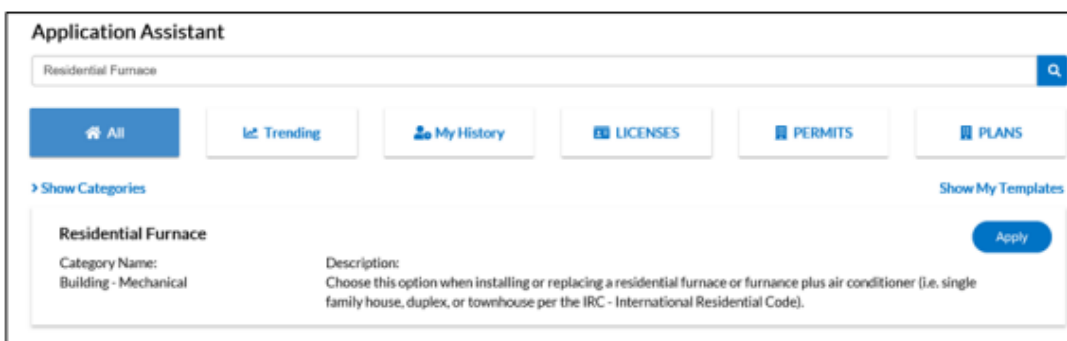 Application Assistant
Residential Furnace
All
Trending
My History
LICENSES
PERMITS
PLANS
Show Categories
Show My Templates
Residential Furnace
Apply
Category Name:
Building - Mechanical
Description:
Choose this option when installing or replacing a residential furnace or furnance plus air conditioner (i.e. single
family house, duplex, or townhouse per the IRC - International Residential Code).